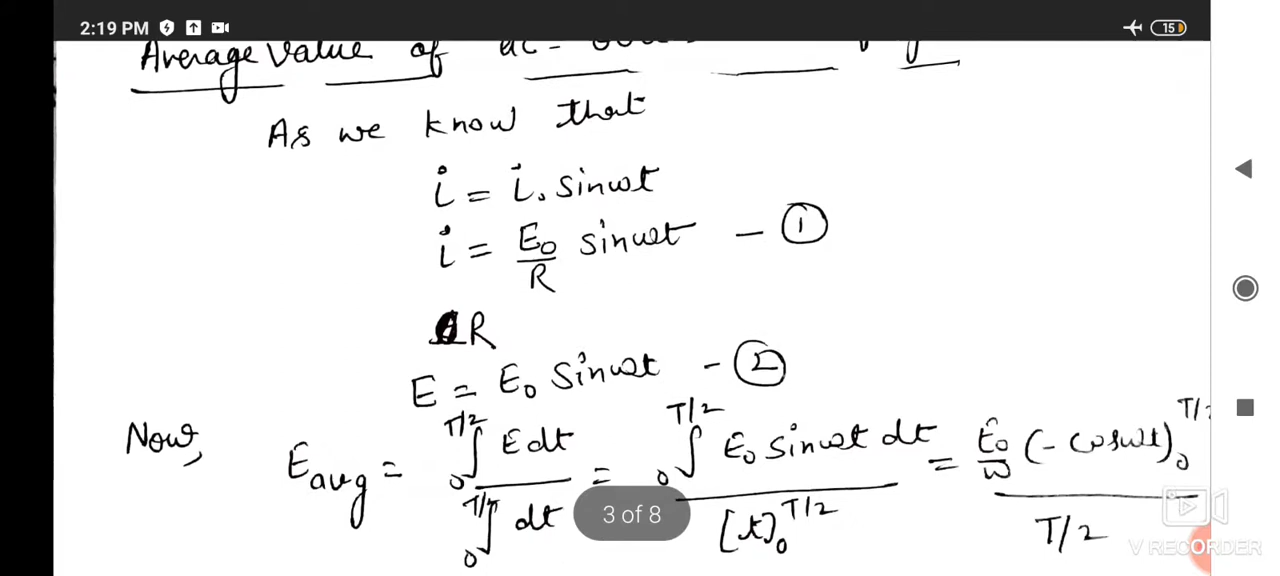 2:19 PM 15
Average value of ac-
As we know that
i = i₀ sinωt
i = E₀/R sinωt - ①
OR
E = E₀ sinωt - ②
Now, E avg = ₀∫^T/2 E dt / ₀∫^T/2 dt = ₀∫^T/2 E₀ sinωt dt / [t]₀^T/2 = E₀/ω (-cosωt)₀^T/2 / T/2
3 of 8
V RECORDER